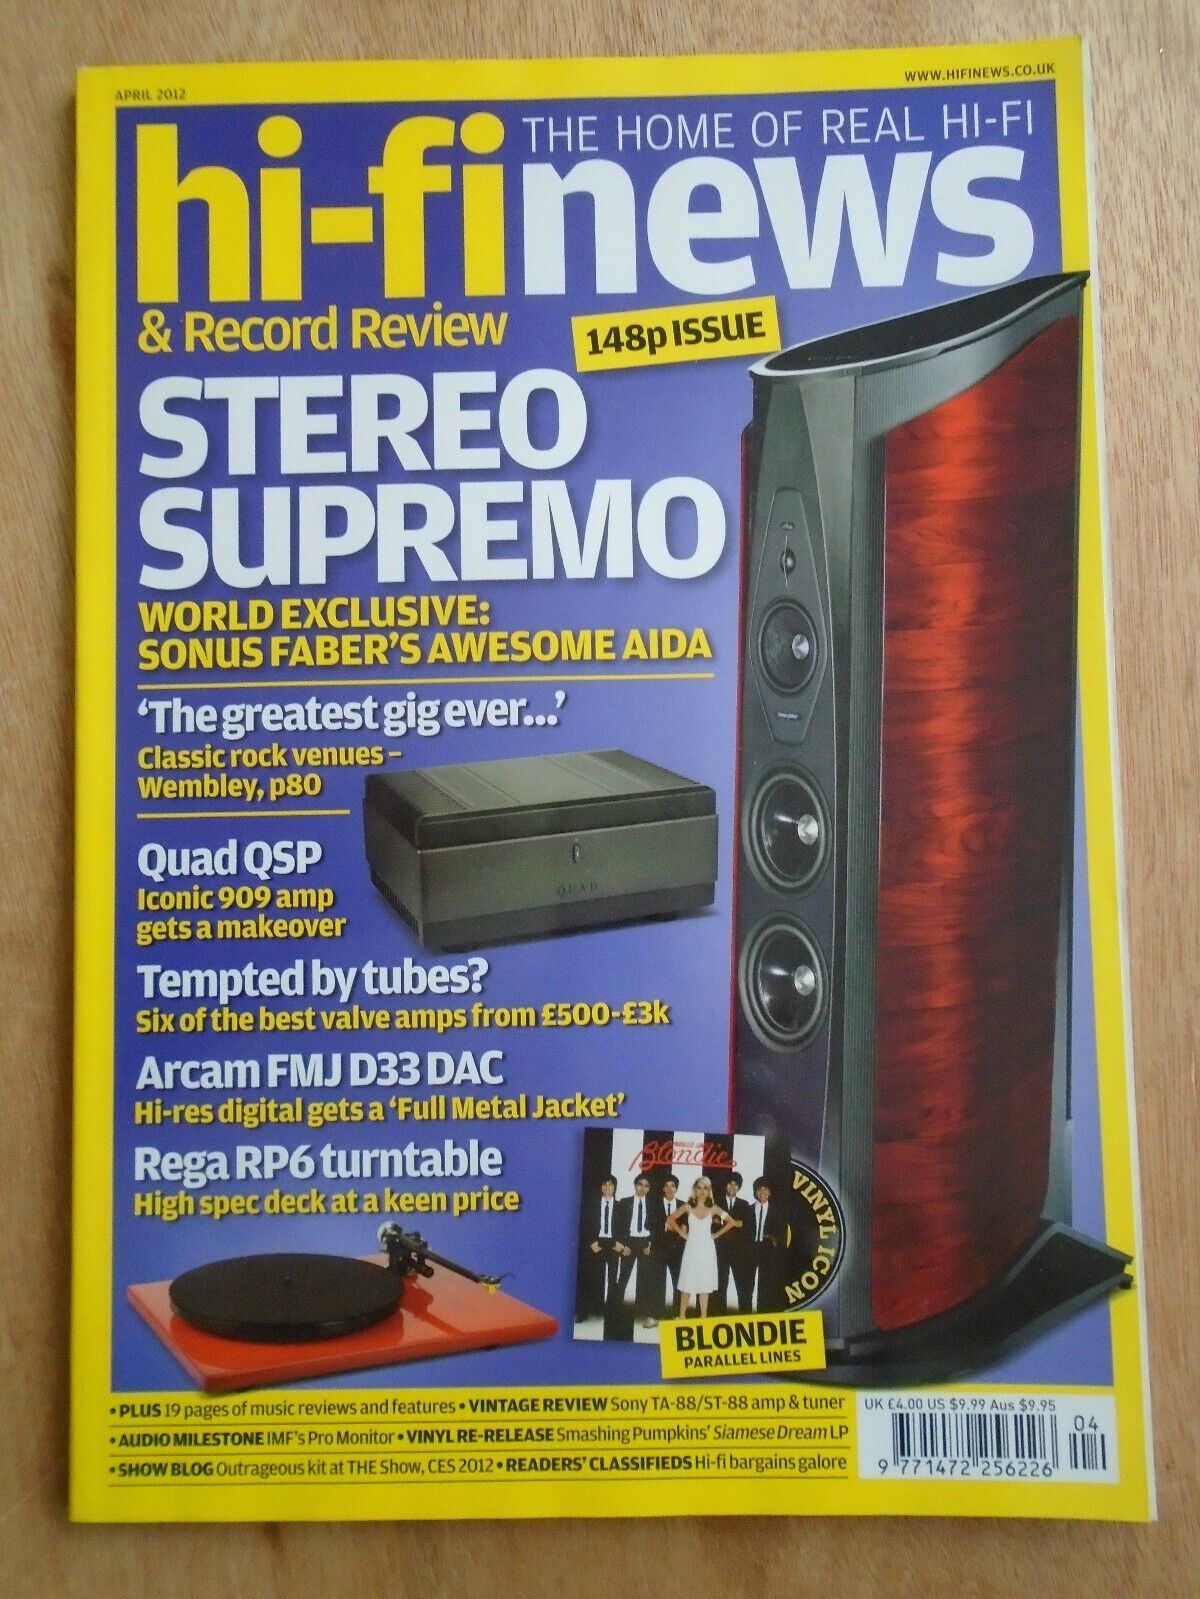 APRIL 2012
WWW.HIFINEWS.CO.UK
THE HOME OF REAL HI-FI
hi-finews
& Record Review
148p ISSUE
STEREO
SUPREMO
WORLD EXCLUSIVE:
SONUS FABER'S AWESOME AIDA
'The greatest gig ever...'
Classic rock venues –
Wembley, p80
QUAD
Quad QSP
Iconic 909 amp
gets a makeover
Tempted by tubes?
Six of the best valve amps from £500-£3k
Arcam FMJ D33 DAC
Hi-res digital gets a 'Full Metal Jacket'
Rega RP6 turntable
High spec deck at a keen price
Blondie
VINYL ICON
BLONDIE
PARALLEL LINES
• PLUS 19 pages of music reviews and features • VINTAGE REVIEW Sony TA-88/ST-88 amp & tuner
• AUDIO MILESTONE IMF's Pro Monitor • VINYL RE-RELEASE Smashing Pumpkins' Siamese Dream LP
• SHOW BLOG Outrageous kit at THE Show, CES 2012 • READERS' CLASSIFIEDS Hi-fi bargains galore
UK £4.00 US $9.99 Aus $9.95
04
9 771472 256226